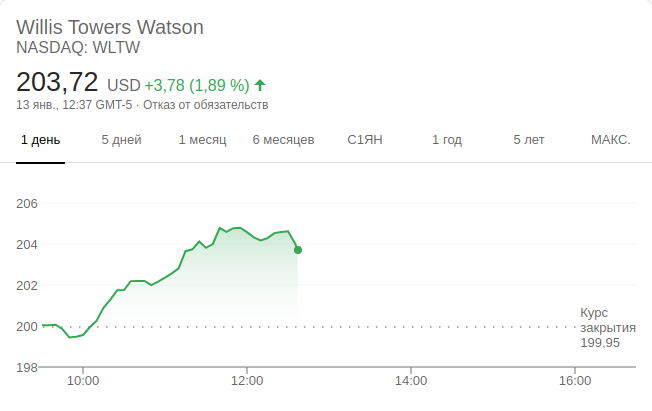 Willis Towers Watson
NASDAQ: WLTW
203,72 USD +3,78 (1,89 %)
13 янв., 12:37 GMT-5 · Отказ от обязательств
1 день 5 дней 1 месяц 6 месяцев С1ЯН 1 год 5 лет МАКС.
206
204
202
200
198
Курс
закрытия
199,95
10:00 12:00 14:00 16:00